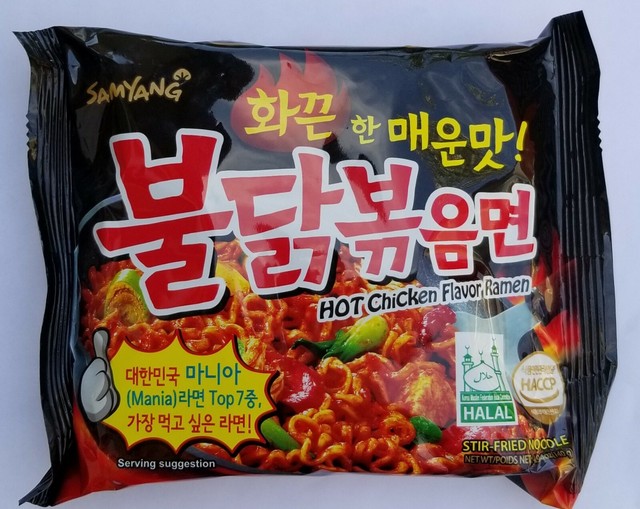 SAMYANG
화끈 한 매운맛!
불닭볶음면
HOT Chicken Flavor Ramen
대한민국 마니아
(Mania)라면 Top 7중,
가장 먹고 싶은 라면!
HALAL
HACCP
STIR-FRIED NOODLE
NET WT/POIDS NET
Serving suggestion